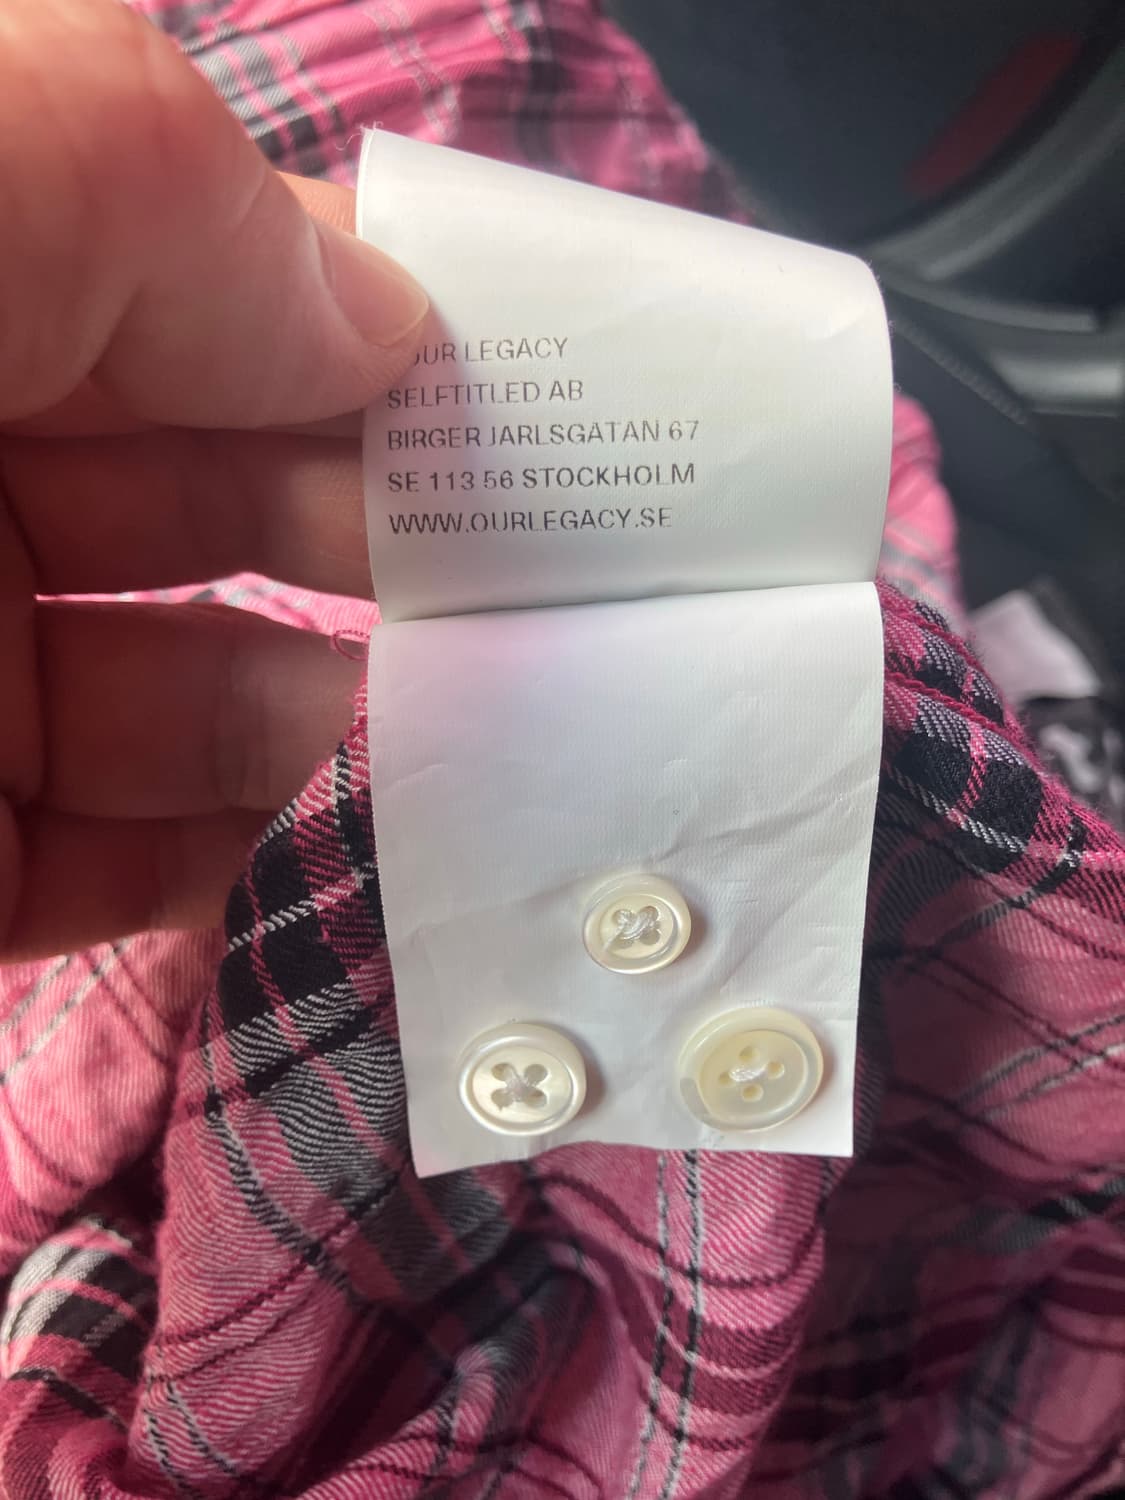 OUR LEGACY
SELFTITLED AB
BIRGER JARLSGATAN 67
SE 113 56 STOCKHOLM
WWW.OURLEGACY.SE